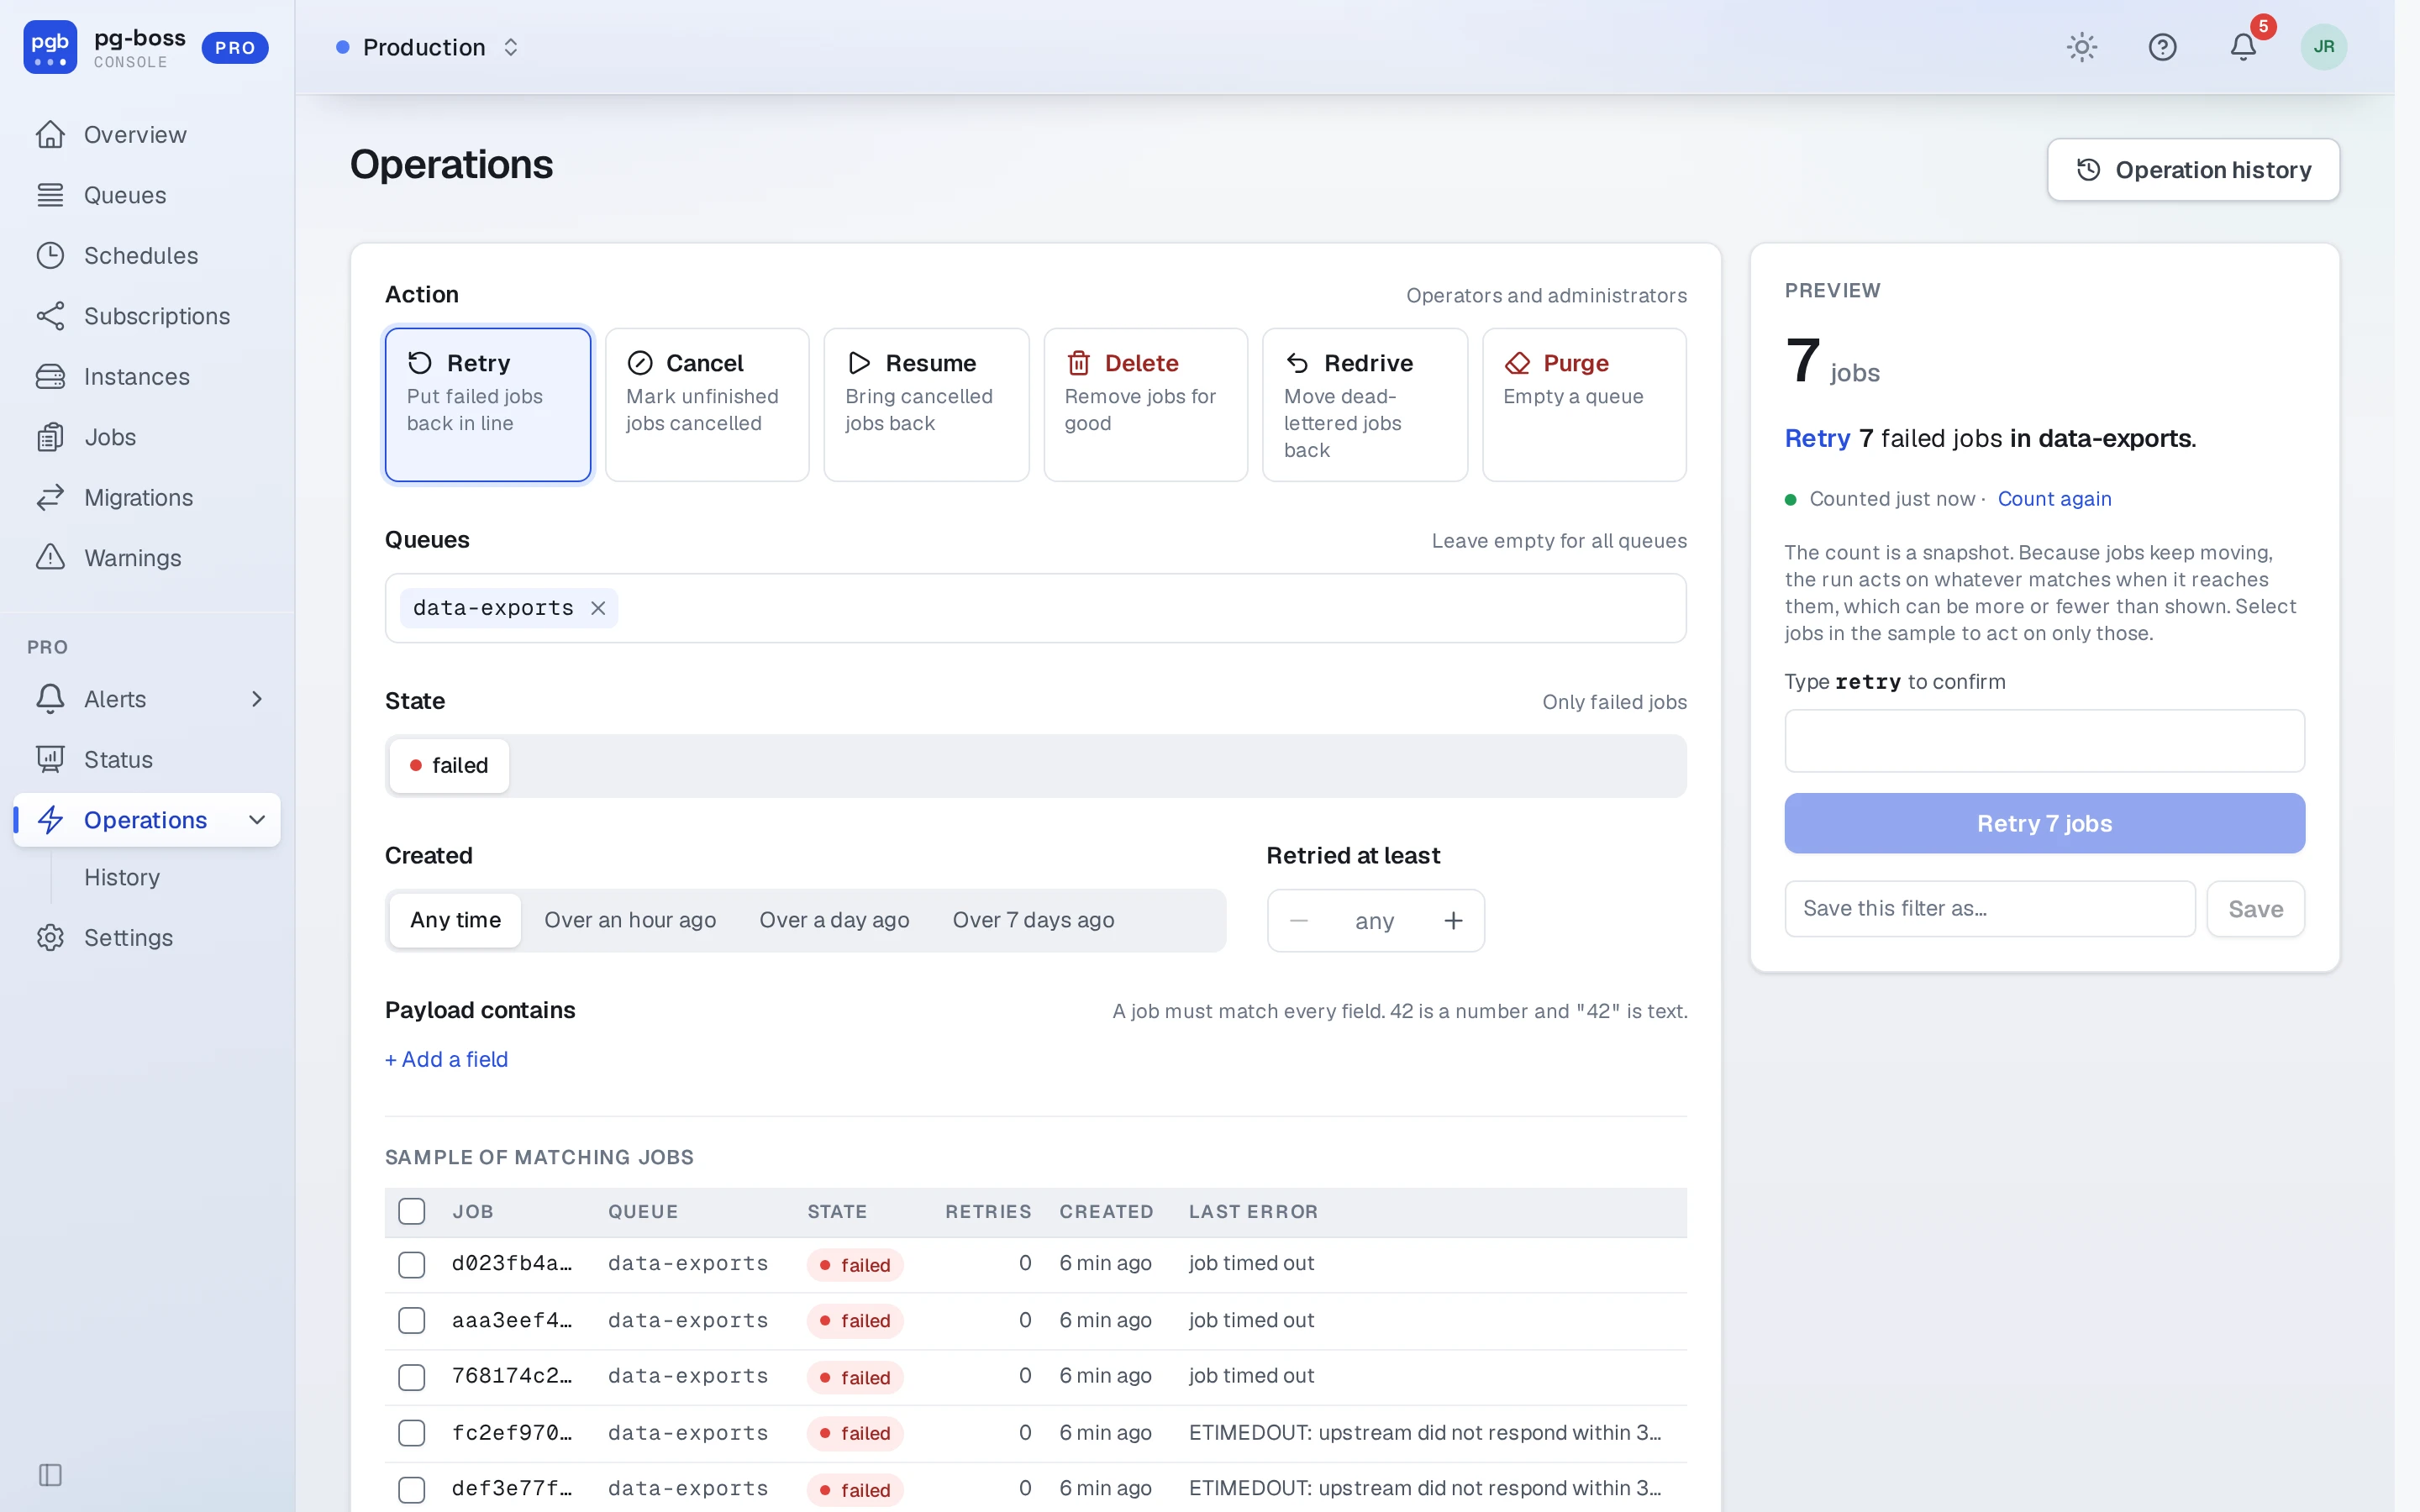 pgb
pg-boss
CONSOLE
PRO
Production
5
JR
Overview
Queues
Schedules
Subscriptions
Instances
Jobs
Migrations
Warnings
PRO
Alerts
Status
Operations
History
Settings
Operations
Operation history
Action
Operators and administrators
Retry
Put failed jobs
back in line
Cancel
Mark unfinished
jobs cancelled
Resume
Bring cancelled
jobs back
Delete
Remove jobs for
good
Redrive
Move dead-
lettered jobs
back
Purge
Empty a queue
Queues
Leave empty for all queues
data-exports
State
Only failed jobs
failed
Created
Any time
Over an hour ago
Over a day ago
Over 7 days ago
Retried at least
any
Payload contains
A job must match every field. 42 is a number and "42" is text.
+ Add a field
SAMPLE OF MATCHING JOBS
JOB QUEUE STATE RETRIES CREATED LAST ERROR
d023fb4a… data-exports failed 0 6 min ago job timed out
aaa3eef4… data-exports failed 0 6 min ago job timed out
768174c2… data-exports failed 0 6 min ago job timed out
fc2ef970… data-exports failed 0 6 min ago ETIMEDOUT: upstream did not respond within 3…
def3e77f… data-exports failed 0 6 min ago ETIMEDOUT: upstream did not respond within 3…
PREVIEW
7 jobs
Retry 7 failed jobs in data-exports.
Counted just now · Count again
The count is a snapshot. Because jobs keep moving,
the run acts on whatever matches when it reaches
them, which can be more or fewer than shown. Select
jobs in the sample to act on only those.
Type retry to confirm
Retry 7 jobs
Save this filter as…
Save